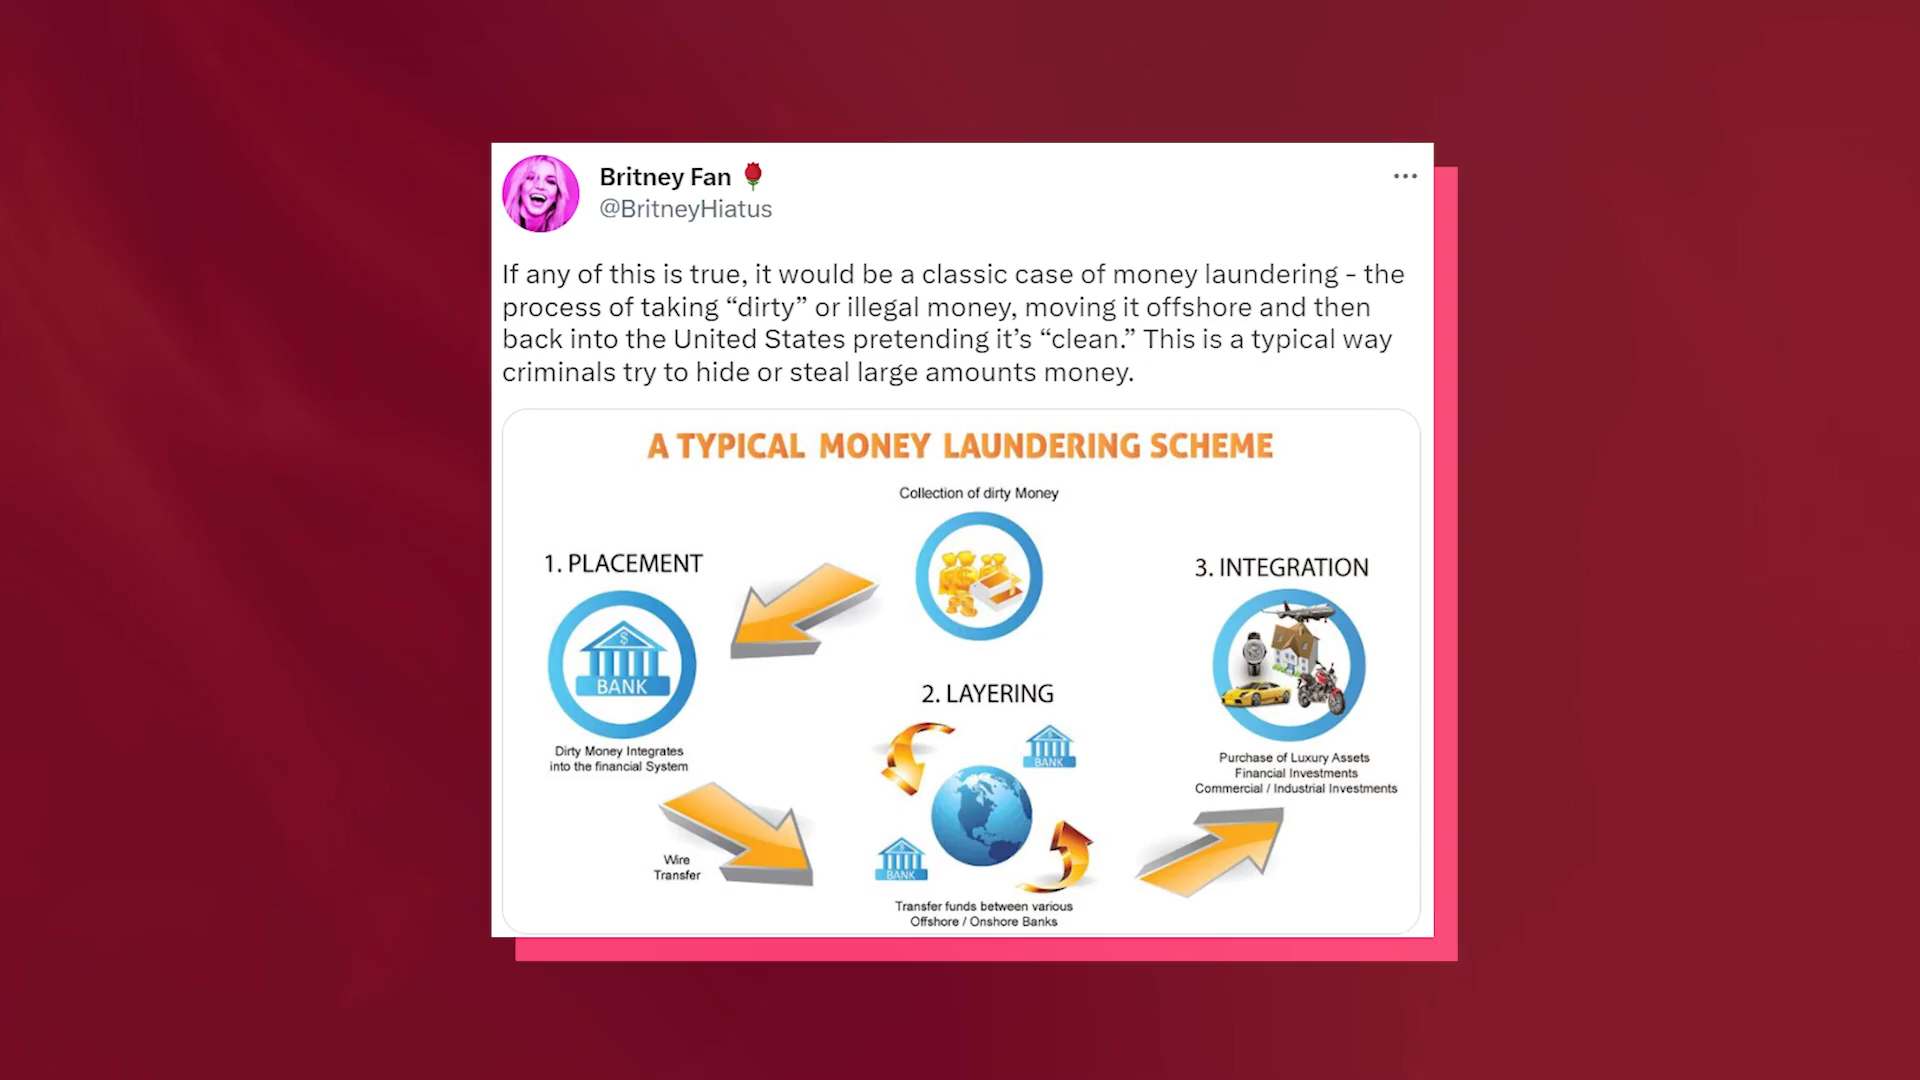 Britney Fan
@BritneyHiatus
If any of this is true, it would be a classic case of money laundering - the
process of taking “dirty” or illegal money, moving it offshore and then
back into the United States pretending it’s “clean.” This is a typical way
criminals try to hide or steal large amounts money.
A TYPICAL MONEY LAUNDERING SCHEME
Collection of dirty Money
1. PLACEMENT
$
BANK
Dirty Money Integrates
into the financial System
Wire
Transfer
2. LAYERING
BANK
BANK
Transfer funds between various
Offshore / Onshore Banks
3. INTEGRATION
Purchase of Luxury Assets
Financial Investments
Commercial / Industrial Investments